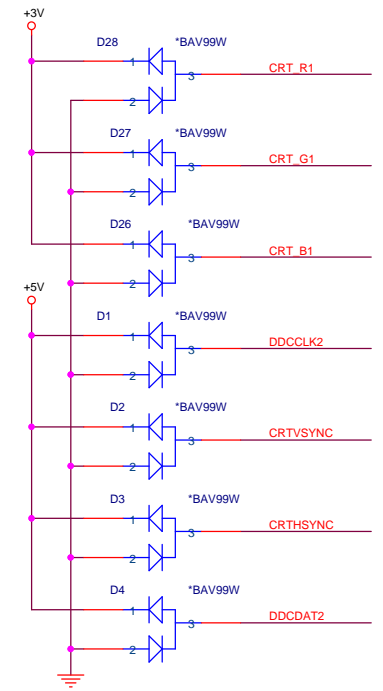 +3V
D28 *BAV99W
1
CRT_R1
3
2
D27 *BAV99W
1
CRT_G1
3
2
D26 *BAV99W
1
CRT_B1
3
2
+5V
D1 *BAV99W
1
DDCCLK2
3
2
D2 *BAV99W
1
CRTVSYNC
3
2
D3 *BAV99W
1
CRTHSYNC
3
2
D4 *BAV99W
1
DDCDAT2
3
2